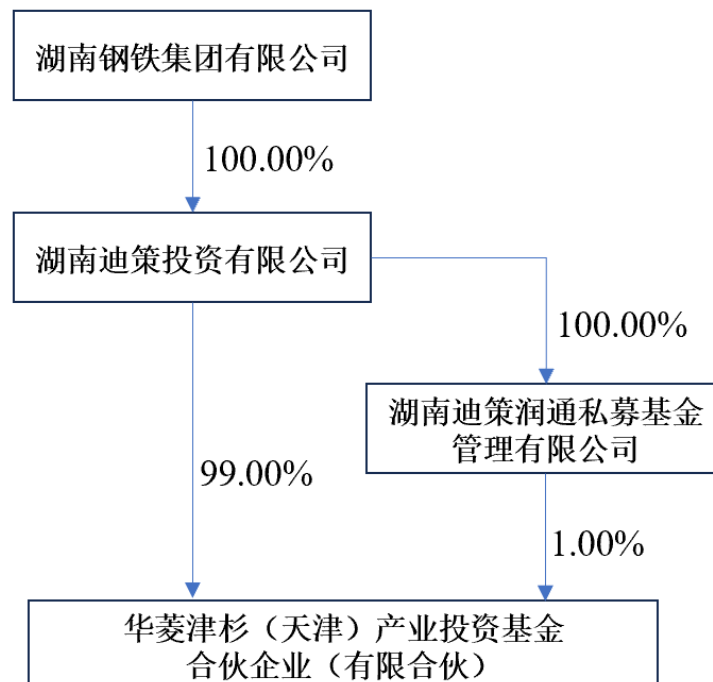 湖南钢铁集团有限公司
100.00%
湖南迪策投资有限公司
100.00%
湖南迪策润通私募基金
管理有限公司
99.00%
1.00%
华菱津杉（天津）产业投资基金
合伙企业（有限合伙）